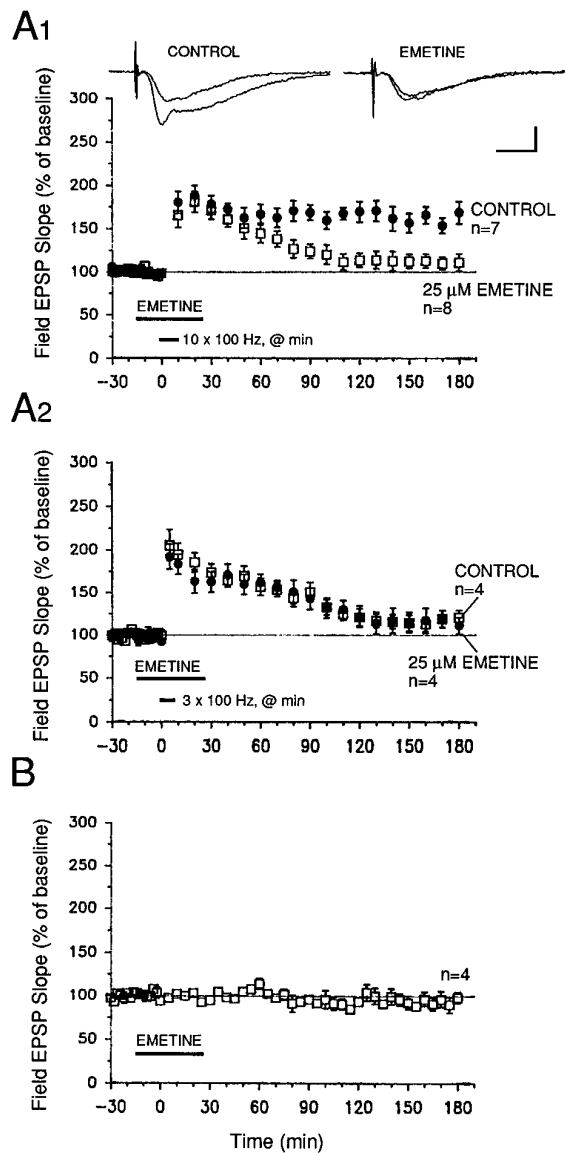 A1
CONTROL
EMETINE
Field EPSP Slope (% of baseline)
300
250
200
150
100
50
0
CONTROL
n=7
25 µM EMETINE
n=8
EMETINE
10 x 100 Hz, @ min
−30 0 30 60 90 120 150 180
A2
Field EPSP Slope (% of baseline)
300
250
200
150
100
50
0
CONTROL
n=4
25 µM EMETINE
n=4
EMETINE
3 x 100 Hz, @ min
−30 0 30 60 90 120 150 180
B
Field EPSP Slope (% of baseline)
300
250
200
150
100
50
0
n=4
EMETINE
−30 0 30 60 90 120 150 180
Time (min)